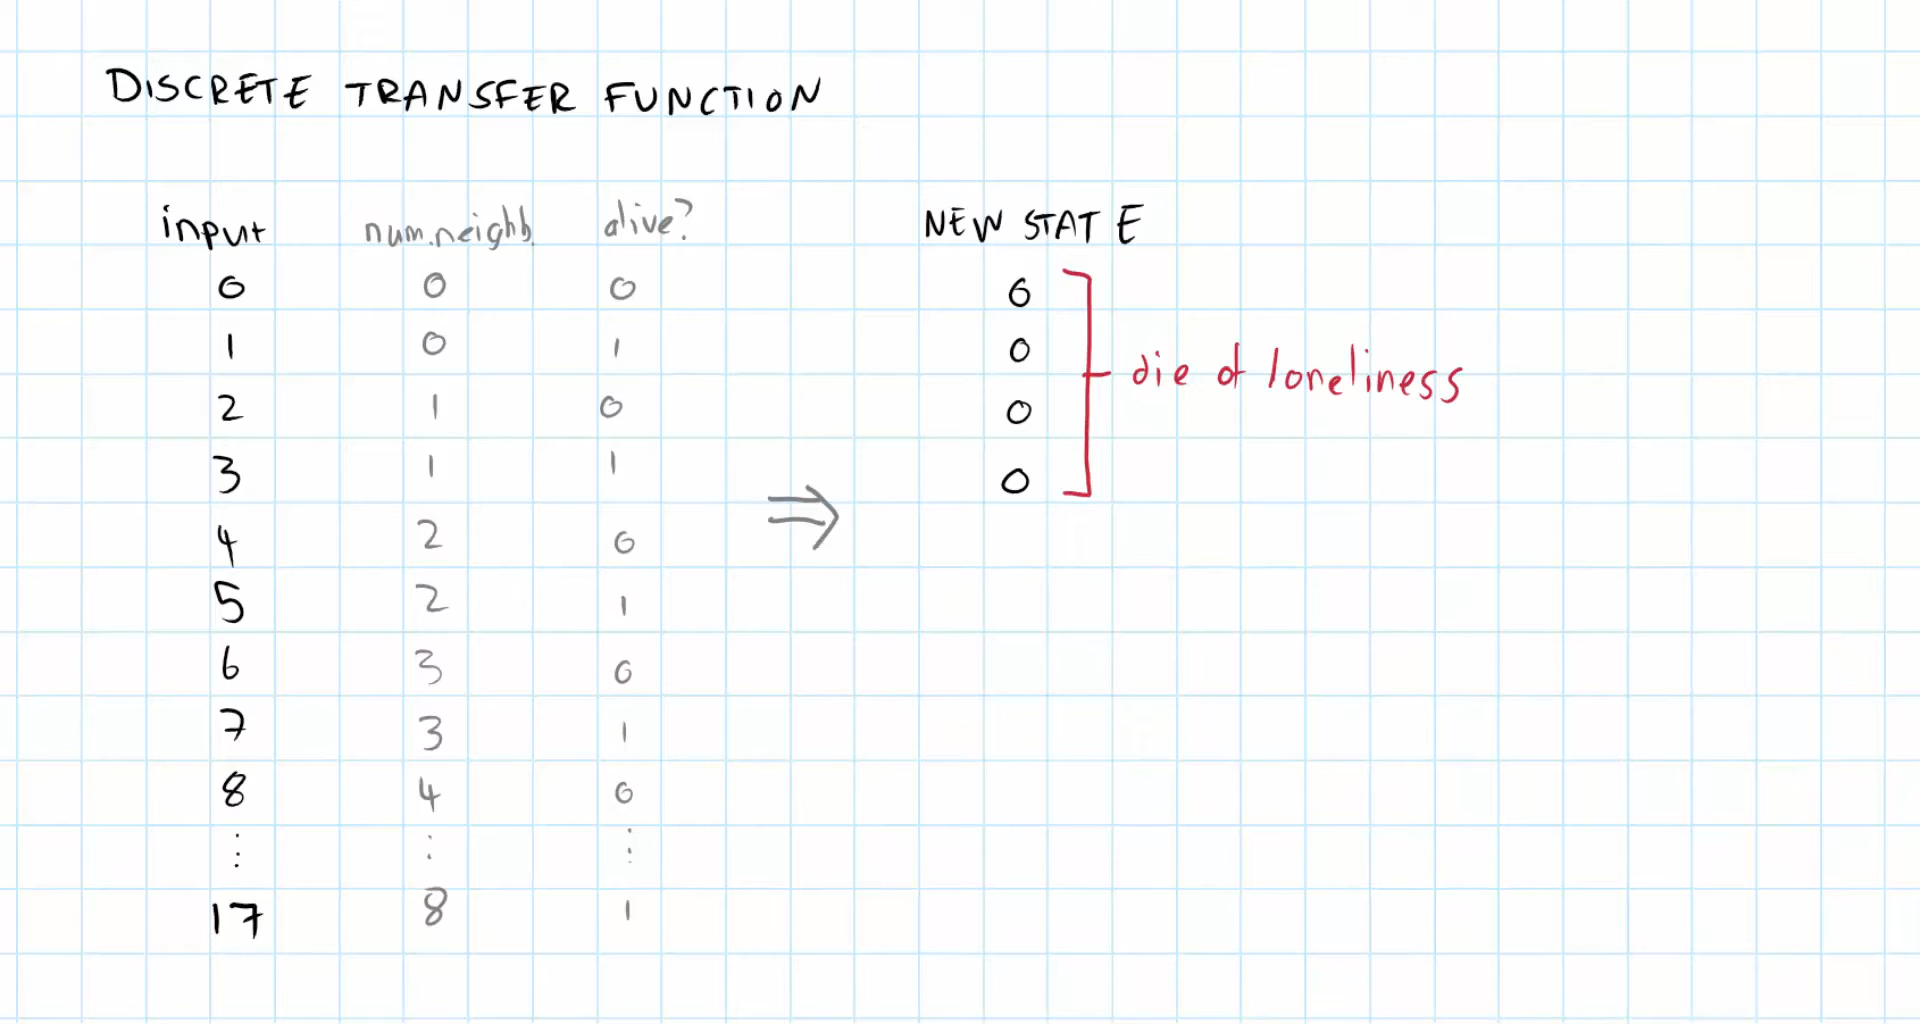 DISCRETE TRANSFER FUNCTION
input num.neighb. alive? NEW STATE
0 0 0 0
1 0 1 0
die of loneliness
2 1 0 0
3 1 1 0
⇒
4 2 0
5 2 1
6 3 0
7 3 1
8 4 0
⋮ ⋮ ⋮
17 8 1